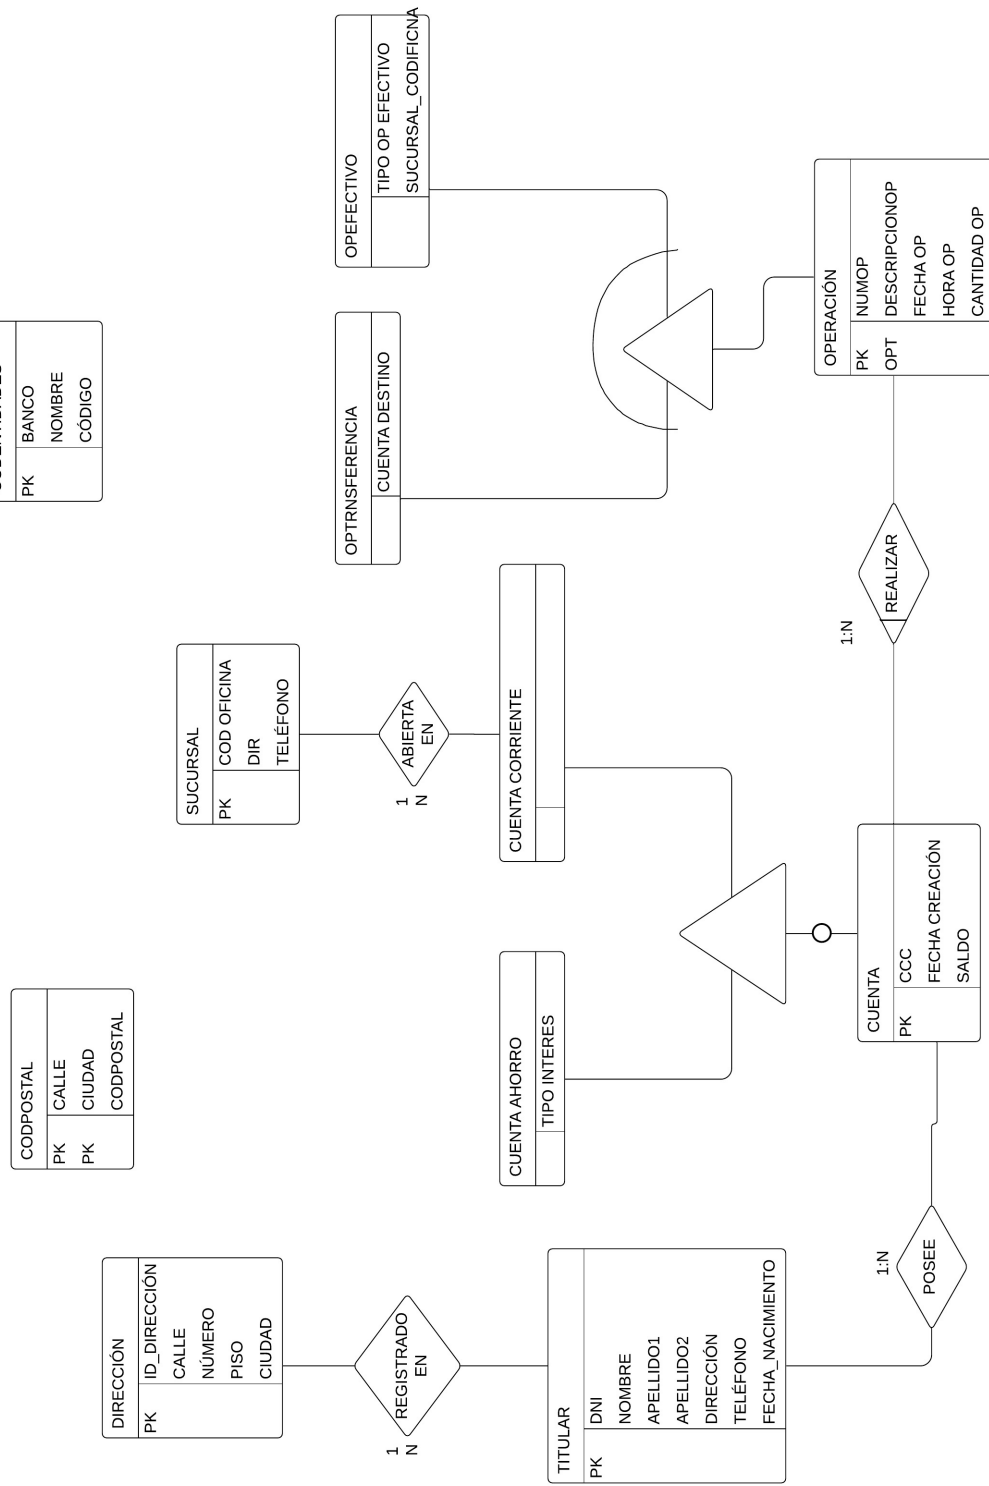 DIRECCIÓN
PK ID_DIRECCIÓN
CALLE
NÚMERO
PISO
CIUDAD
1
N
REGISTRADO
EN
TITULAR
PK DNI
NOMBRE
APELLIDO1
APELLIDO2
DIRECCIÓN
TELÉFONO
FECHA_NACIMIENTO
1:N
POSEE
CODPOSTAL
PK CALLE
PK CIUDAD
CODPOSTAL
CUENTA AHORRO
TIPO INTERES
CUENTA
PK CCC
FECHA CREACIÓN
SALDO
SUCURSAL
PK COD OFICINA
DIR
TELÉFONO
1
N
ABIERTA
EN
CUENTA CORRIENTE
1:N
REALIZAR
PK BANCO
NOMBRE
CÓDIGO
OPTRNSFERENCIA
CUENTA DESTINO
OPEFECTIVO
TIPO OP EFECTIVO
SUCURSAL_CODIFICNA
OPERACIÓN
PK NUMOP
OPT DESCRIPCIONOP
FECHA OP
HORA OP
CANTIDAD OP